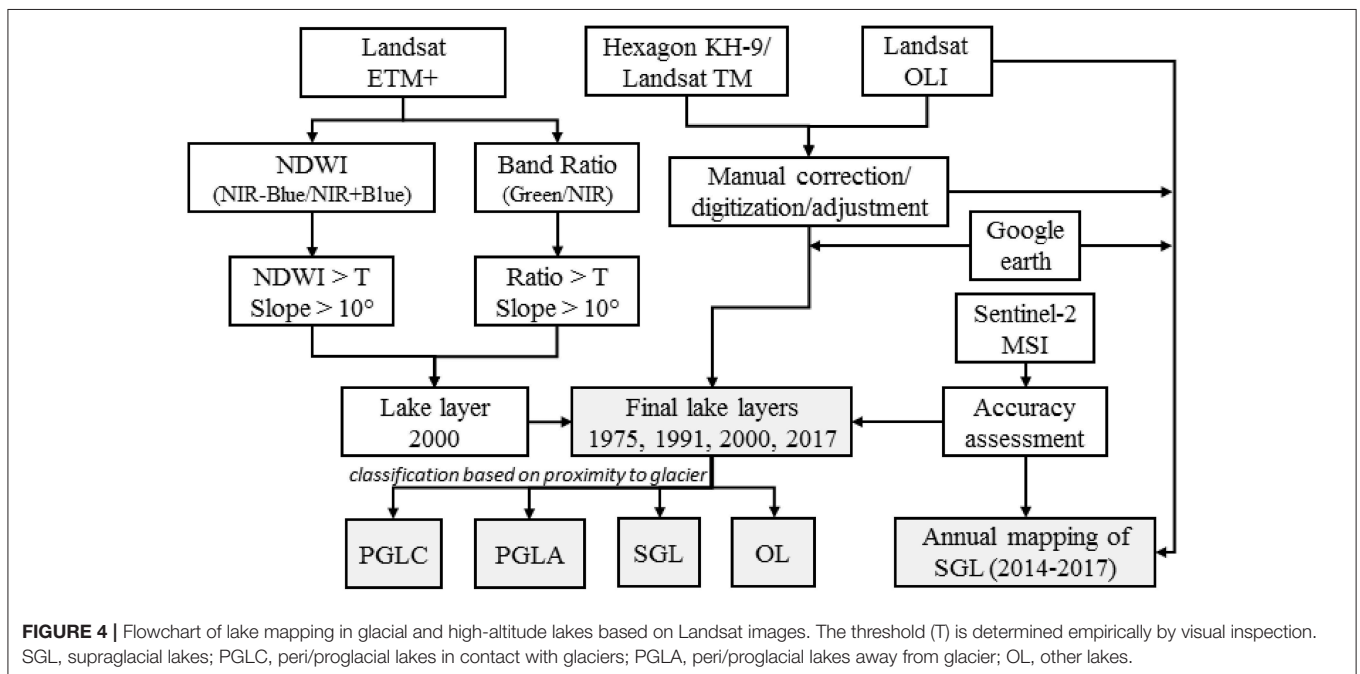 Landsat
ETM+
Hexagon KH-9/
Landsat TM
Landsat
OLI
NDWI
(NIR-Blue/NIR+Blue)
Band Ratio
(Green/NIR)
Manual correction/
digitization/adjustment
Google
earth
NDWI > T
Slope > 10°
Ratio > T
Slope > 10°
Sentinel-2
MSI
Lake layer
2000
Final lake layers
1975, 1991, 2000, 2017
Accuracy
assessment
classification based on proximity to glacier
PGLC
PGLA
SGL
OL
Annual mapping of
SGL (2014-2017)
FIGURE 4 | Flowchart of lake mapping in glacial and high-altitude lakes based on Landsat images. The threshold (T) is determined empirically by visual inspection.
SGL, supraglacial lakes; PGLC, peri/proglacial lakes in contact with glaciers; PGLA, peri/proglacial lakes away from glacier; OL, other lakes.